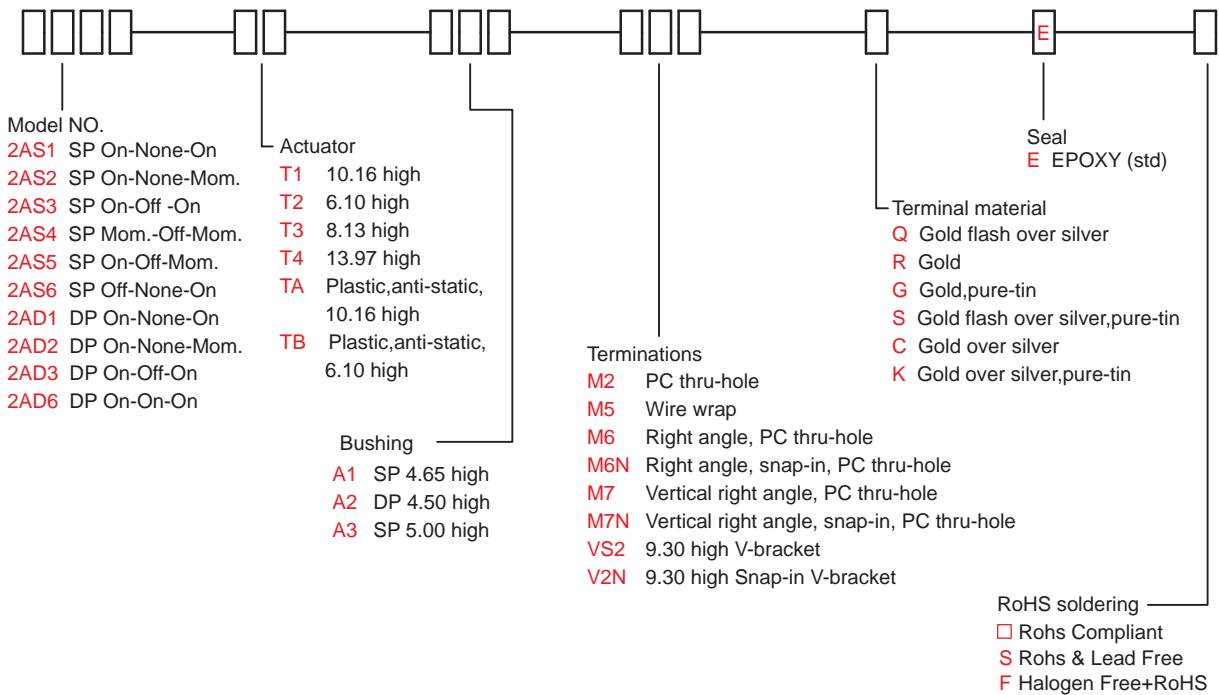 E
Model NO.
2AS1 SP On-None-On
2AS2 SP On-None-Mom.
2AS3 SP On-Off -On
2AS4 SP Mom.-Off-Mom.
2AS5 SP On-Off-Mom.
2AS6 SP Off-None-On
2AD1 DP On-None-On
2AD2 DP On-None-Mom.
2AD3 DP On-Off-On
2AD6 DP On-On-On
Actuator
T1 10.16 high
T2 6.10 high
T3 8.13 high
T4 13.97 high
TA Plastic,anti-static,
10.16 high
TB Plastic,anti-static,
6.10 high
Bushing
A1 SP 4.65 high
A2 DP 4.50 high
A3 SP 5.00 high
Terminations
M2 PC thru-hole
M5 Wire wrap
M6 Right angle, PC thru-hole
M6N Right angle, snap-in, PC thru-hole
M7 Vertical right angle, PC thru-hole
M7N Vertical right angle, snap-in, PC thru-hole
VS2 9.30 high V-bracket
V2N 9.30 high Snap-in V-bracket
Terminal material
Q Gold flash over silver
R Gold
G Gold,pure-tin
S Gold flash over silver,pure-tin
C Gold over silver
K Gold over silver,pure-tin
Seal
E EPOXY (std)
RoHS soldering
□ Rohs Compliant
S Rohs & Lead Free
F Halogen Free+RoHS